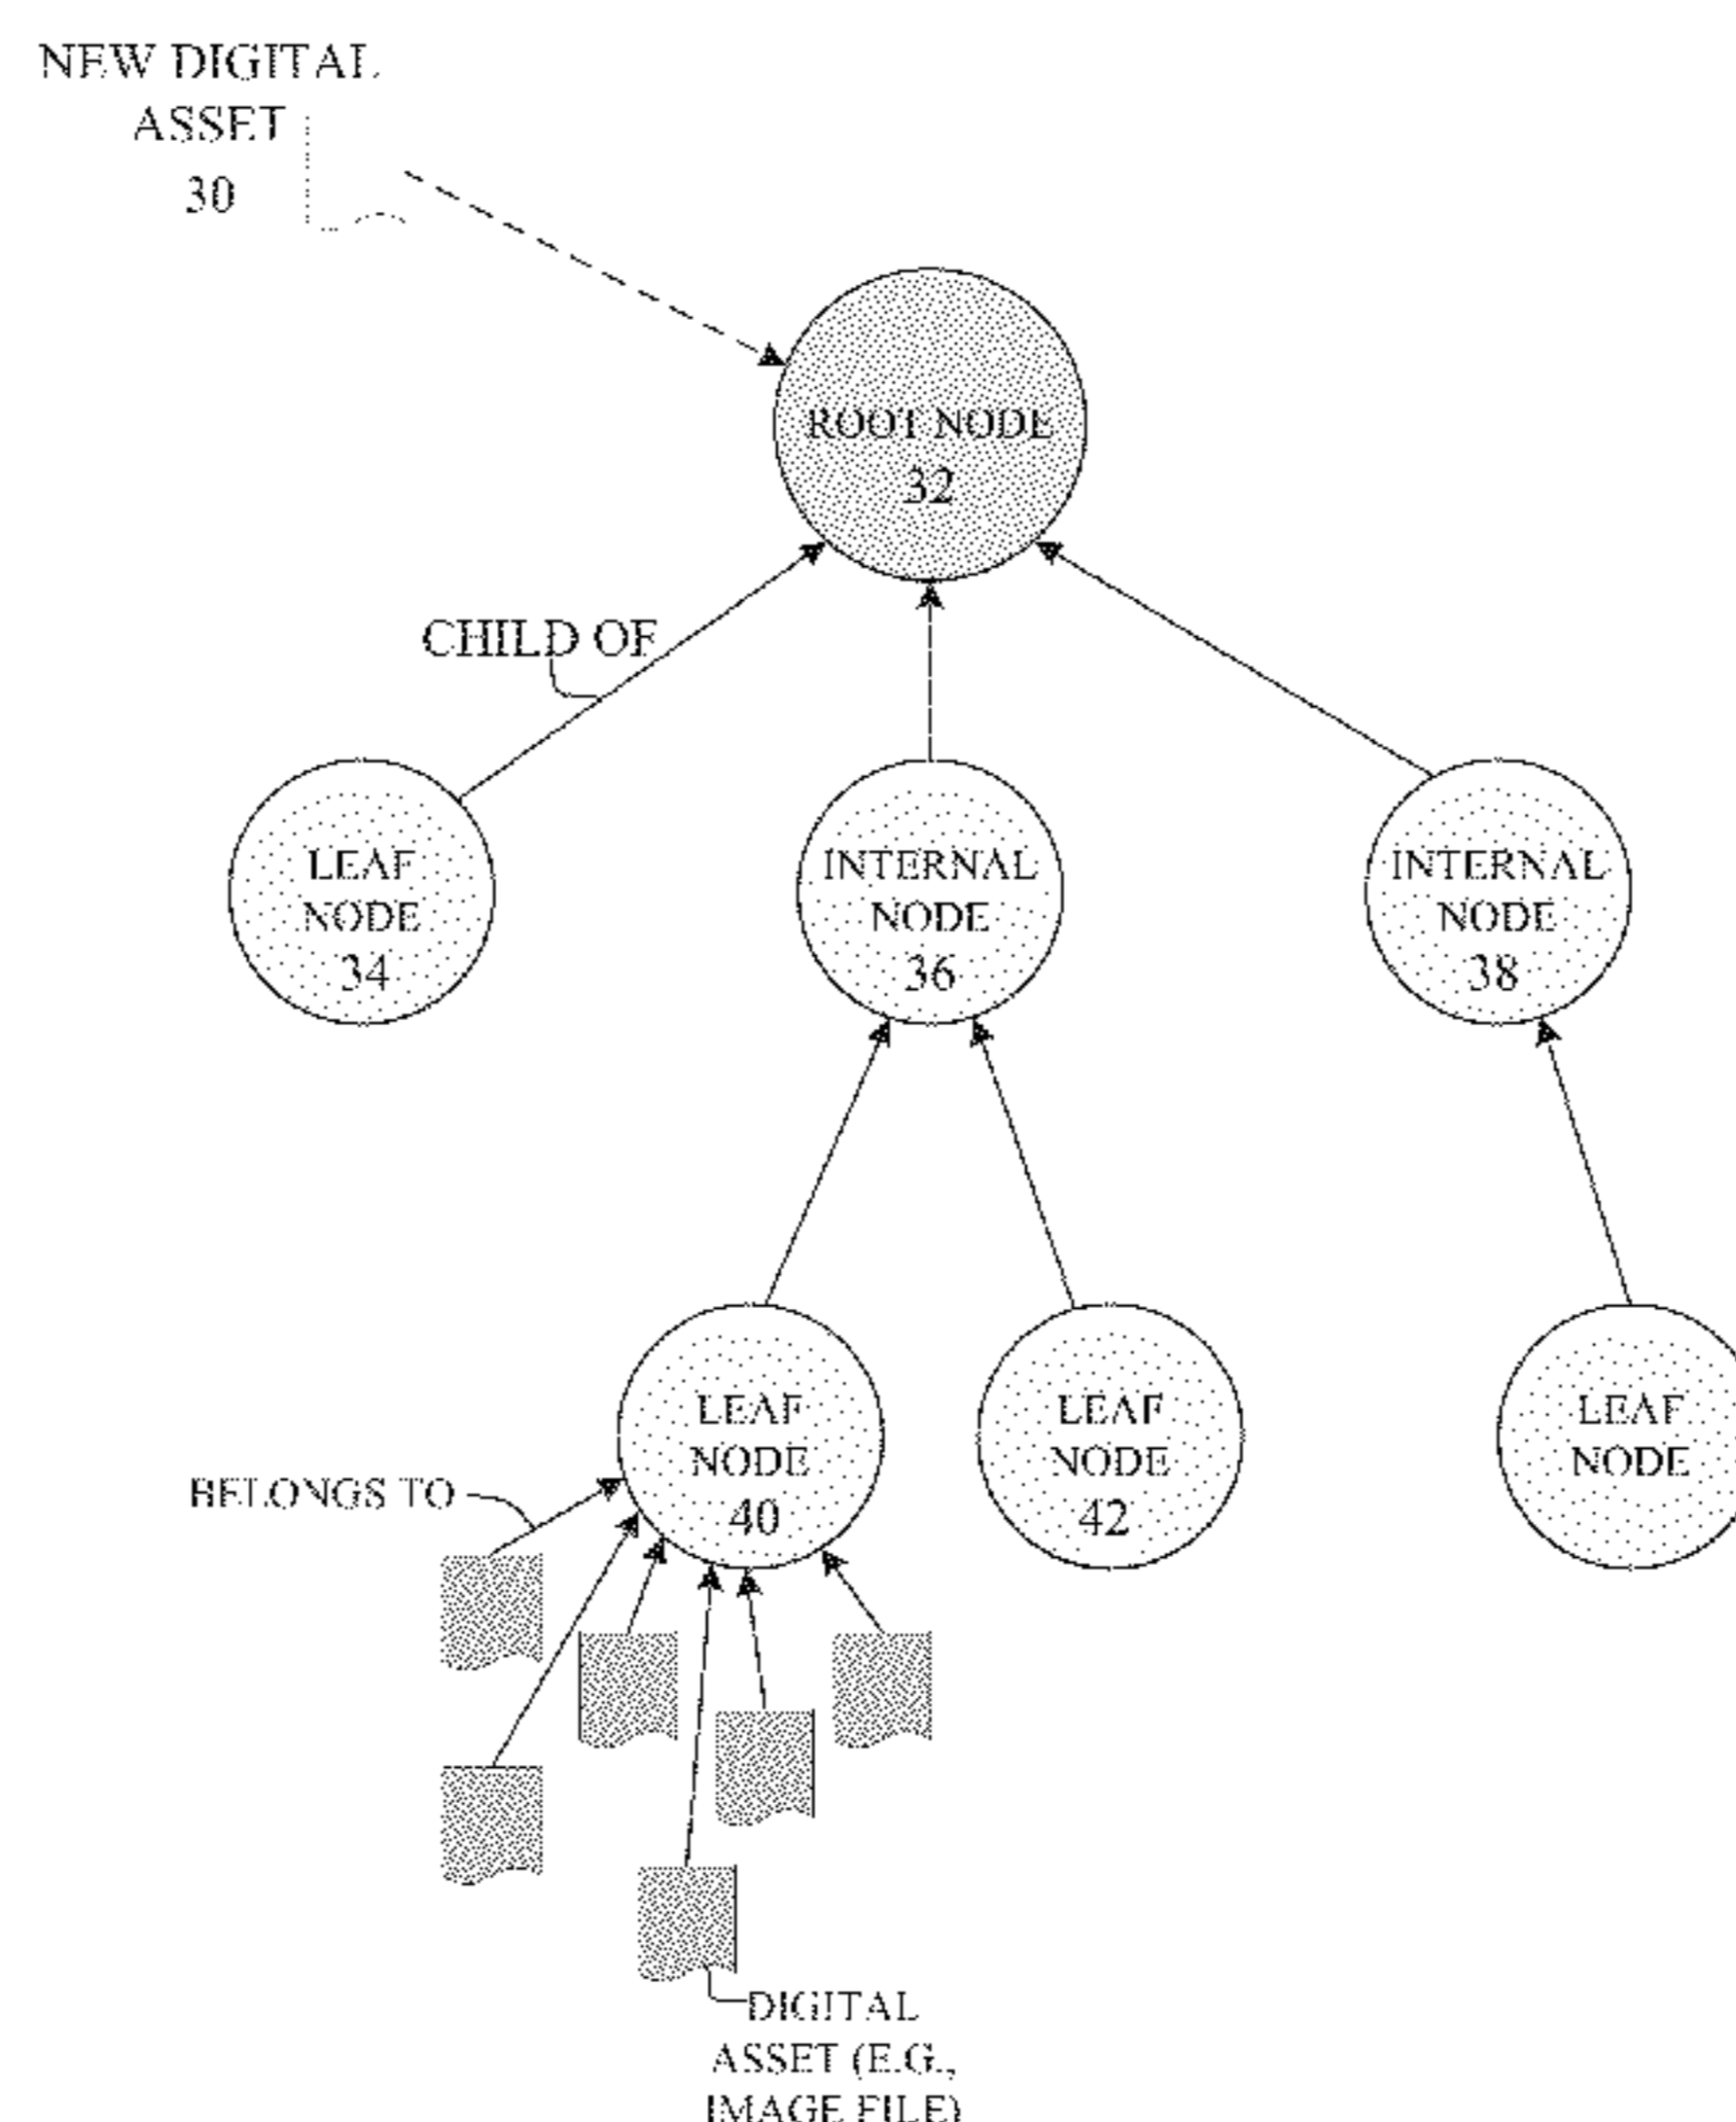 NEW DIGITAL
ASSET
30
ROOT NODE
32
CHILD OF
LEAF
NODE
34
INTERNAL
NODE
36
INTERNAL
NODE
38
LEAF
NODE
40
LEAF
NODE
42
LEAF
NODE
BELONGS TO
DIGITAL
ASSET (E.G.,
IMAGE FILE)